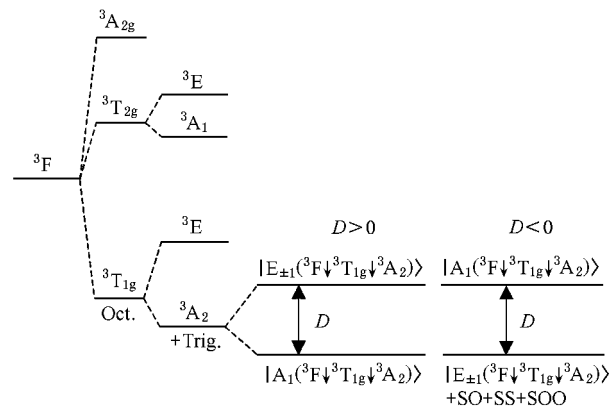 ³A₂g
³E
³T₂g
³A₁
³F
³E
D>0
D<0
|E±₁(³F↓³T₁g↓³A₂)⟩
|A₁(³F↓³T₁g↓³A₂)⟩
³T₁g
Oct.
³A₂
+Trig.
D
D
|A₁(³F↓³T₁g↓³A₂)⟩
|E±₁(³F↓³T₁g↓³A₂)⟩
+SO+SS+SOO